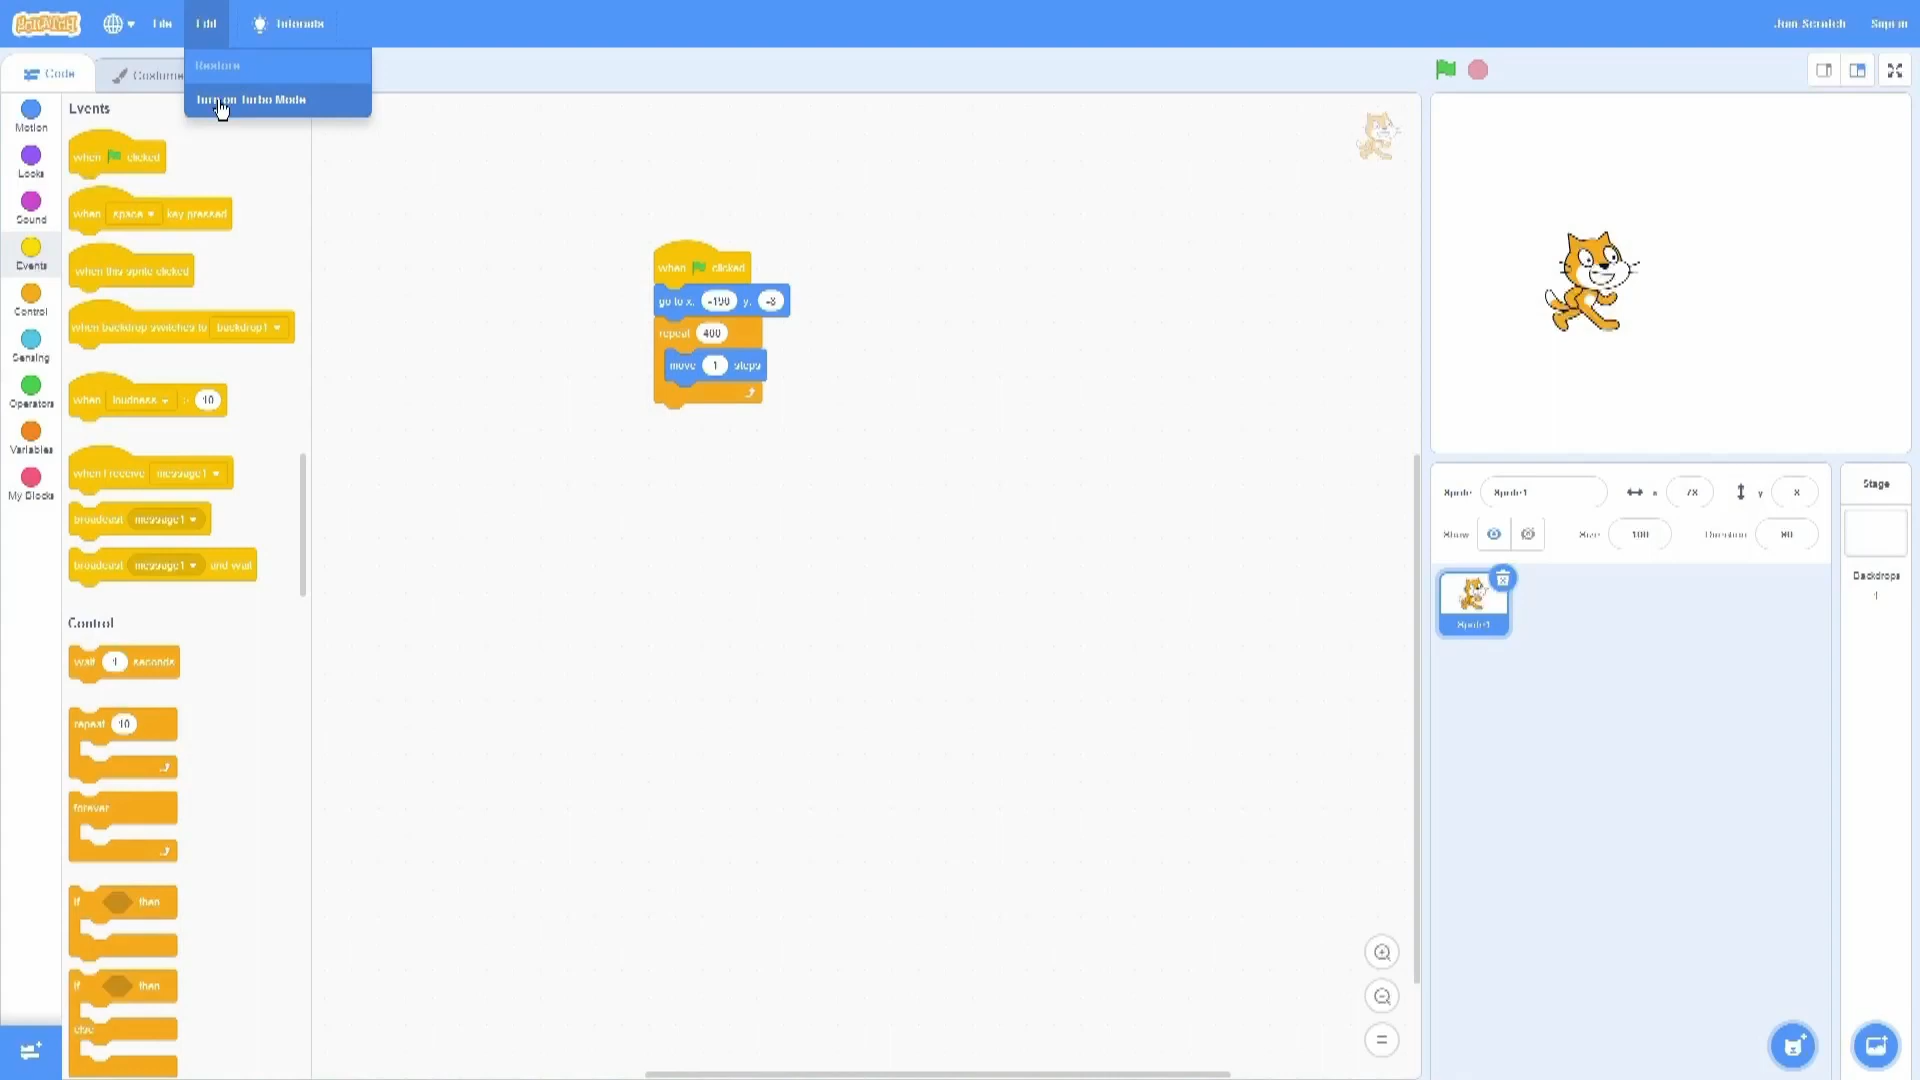 SCRATCH
File Edit Tutorials
Join Scratch Sign in
Restore
Turn on Turbo Mode
Code Costume
Motion
Looks
Sound
Events
Control
Sensing
Operators
Variables
My Blocks
Events
when clicked
when space key pressed
when this sprite clicked
when backdrop switches to backdrop1
when loudness > 10
when I receive message1
broadcast message1
broadcast message1 and wait
Control
wait 1 seconds
repeat 10
forever
if then
if then
else
when clicked
go to x: -190 y: -8
repeat 400
move 1 steps
Sprite Sprite1 x y
Show Size 100 Direction 90
Sprite1
Stage
Backdrops
1